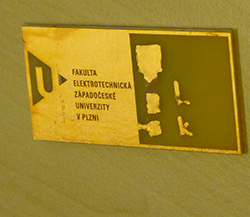 FAKULTA
ELEKTROTECHNICKÁ
ZÁPADOČESKÉ
UNIVERZITY
V PLZNI
L
k